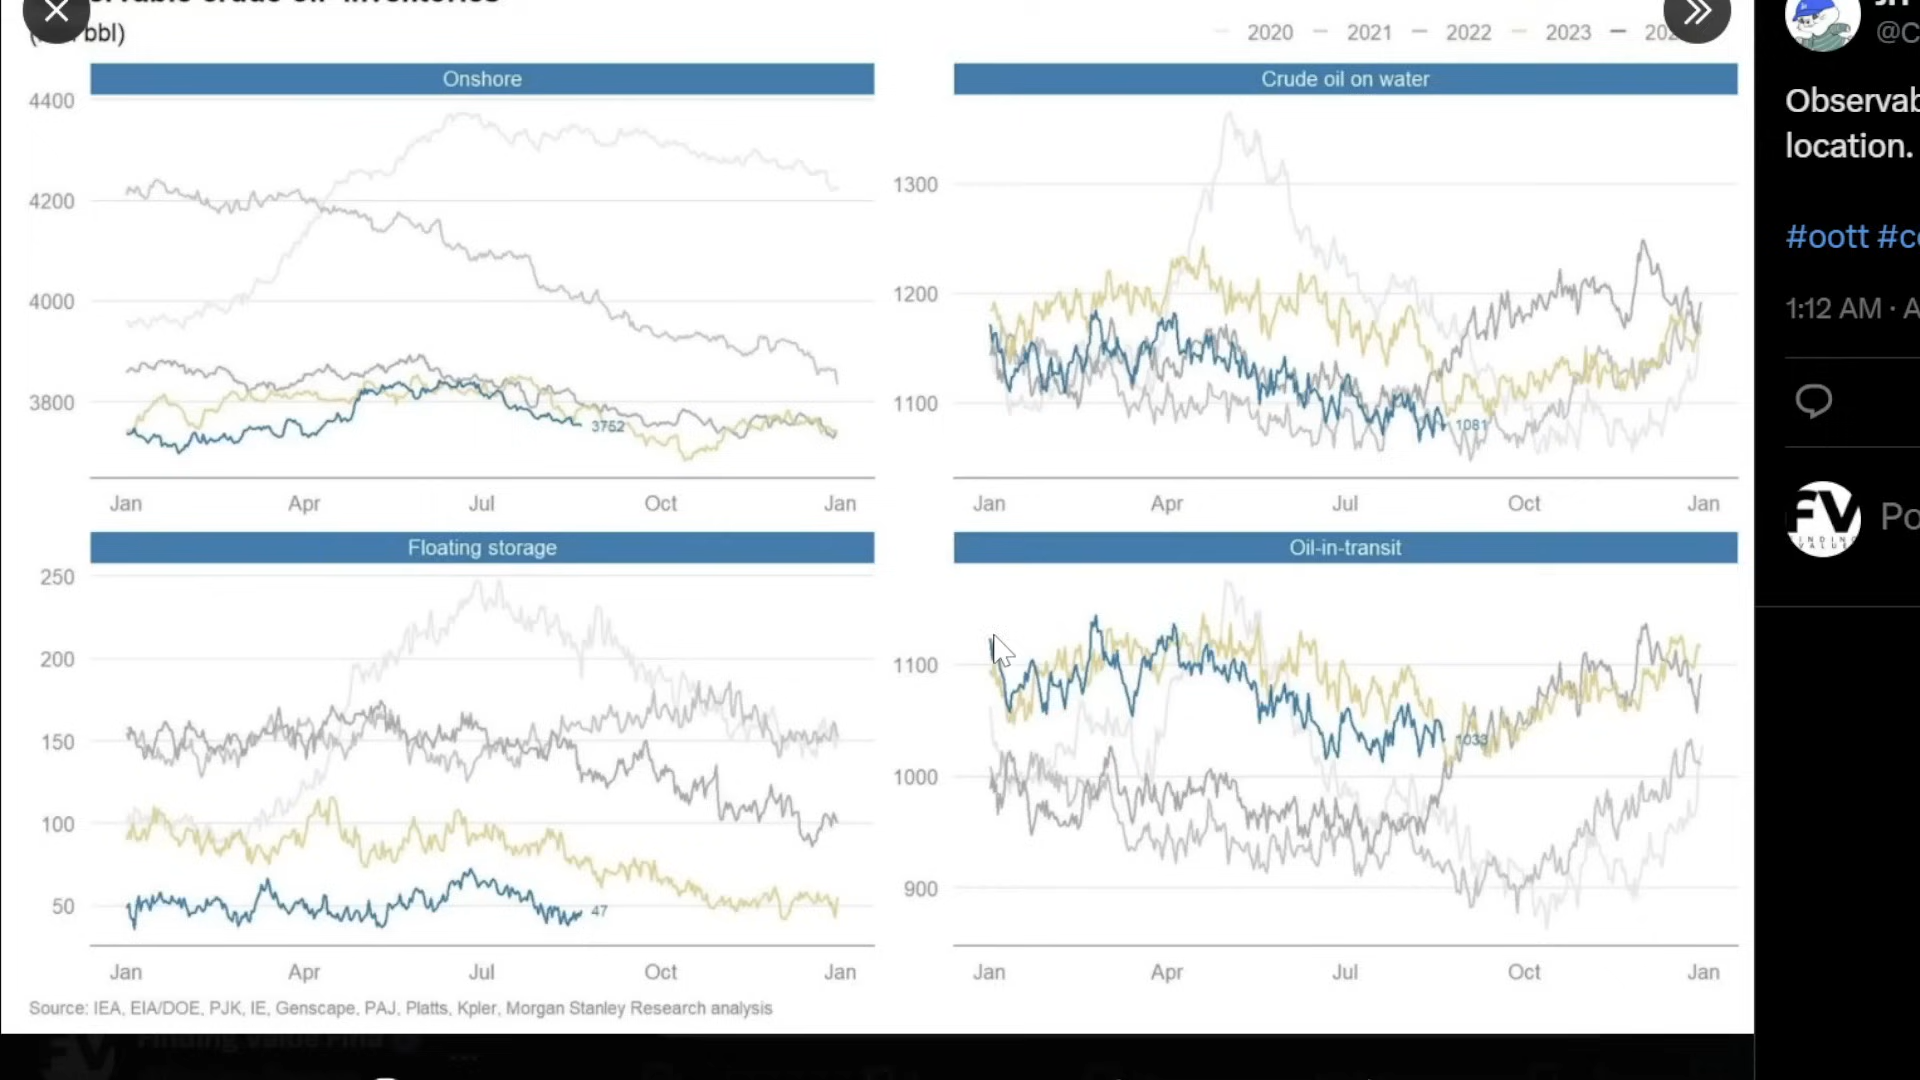 bbl)
2020 2021 2022 2023
Onshore
4400
4200
4000
3800
3752
Jan Apr Jul Oct Jan
Crude oil on water
1300
1200
1100
1081
Jan Apr Jul Oct Jan
Floating storage
250
200
150
100
50
47
Jan Apr Jul Oct Jan
Oil-in-transit
1100
1000
900
1033
Jan Apr Jul Oct Jan
Source: IEA, EIA/DOE, PJK, IE, Genscape, PAJ, Platts, Kpler, Morgan Stanley Research analysis
@C
Observab
location.
#oott #c
1:12 AM · A
FV
FINDING
VALUE
Po